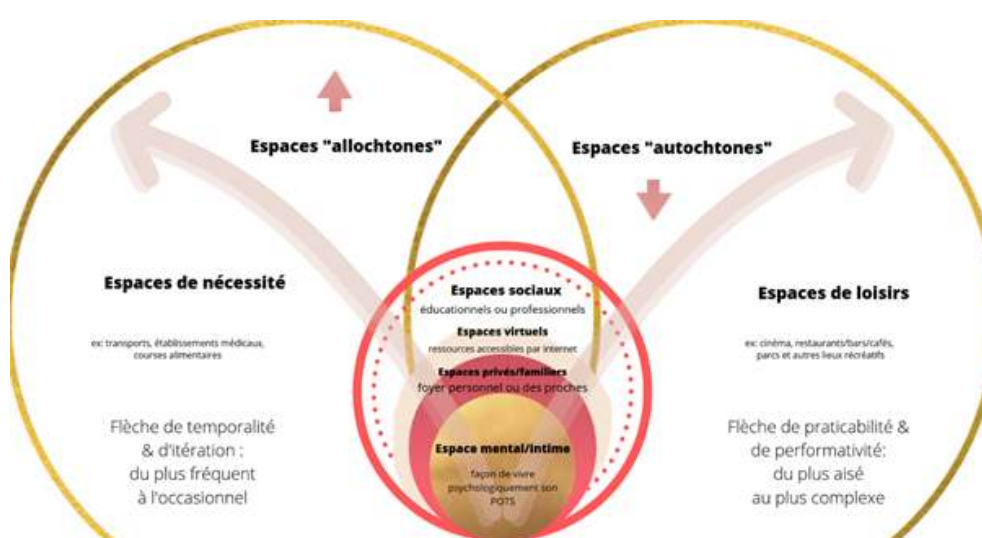 Espaces "allochtones"
Espaces "autochtones"
Espaces de nécessité
ex: transports, établissements médicaux,
courses alimentaires
Flèche de temporalité
& d'itération :
du plus fréquent
à l'occasionnel
Espaces sociaux
éducationnels ou professionnels
Espaces virtuels
ressources accessibles par internet
Espaces privés/familiers
foyer personnel ou des proches
Espace mental/intime
façon de vivre
psychologiquement son
POTS
Espaces de loisirs
ex: cinéma, restaurants/bars/cafés,
parcs et autres lieux récréatifs
Flèche de praticabilité &
de performativité:
du plus aisé
au plus complexe